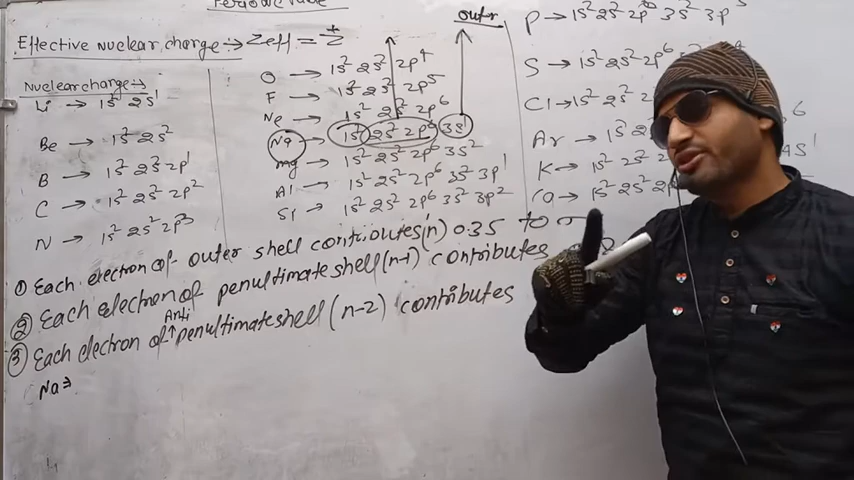 Periodic Table
Effective nuclear charge :→ Zeff = Z
Nuclear charge :→
Li → 1s² 2s¹
Be → 1s² 2s²
B → 1s² 2s² 2p¹
C → 1s² 2s² 2p²
N → 1s² 2s² 2p³
outer
O → 1s² 2s² 2p⁴
F → 1s² 2s² 2p⁵
Ne → 1s² 2s² 2p⁶
Na → 1s² 2s² 2p⁶ 3s¹
Mg → 1s² 2s² 2p⁶ 3s²
Al → 1s² 2s² 2p⁶ 3s² 3p¹
Si → 1s² 2s² 2p⁶ 3s² 3p²
P → 1s² 2s² 2p⁶ 3s² 3p³
S → 1s² 2s² 2p⁶
Cl → 1s² 2s²
Ar → 1s²
K → 1s² 2s² 4s¹
Ca → 1s² 2s²
① Each electron of outer shell contributes (n) 0.35 to σ
② Each electron of penultimate shell (n-1) contributes
③ Each electron of Anti penultimate shell (n-2) contributes
Na ⇒